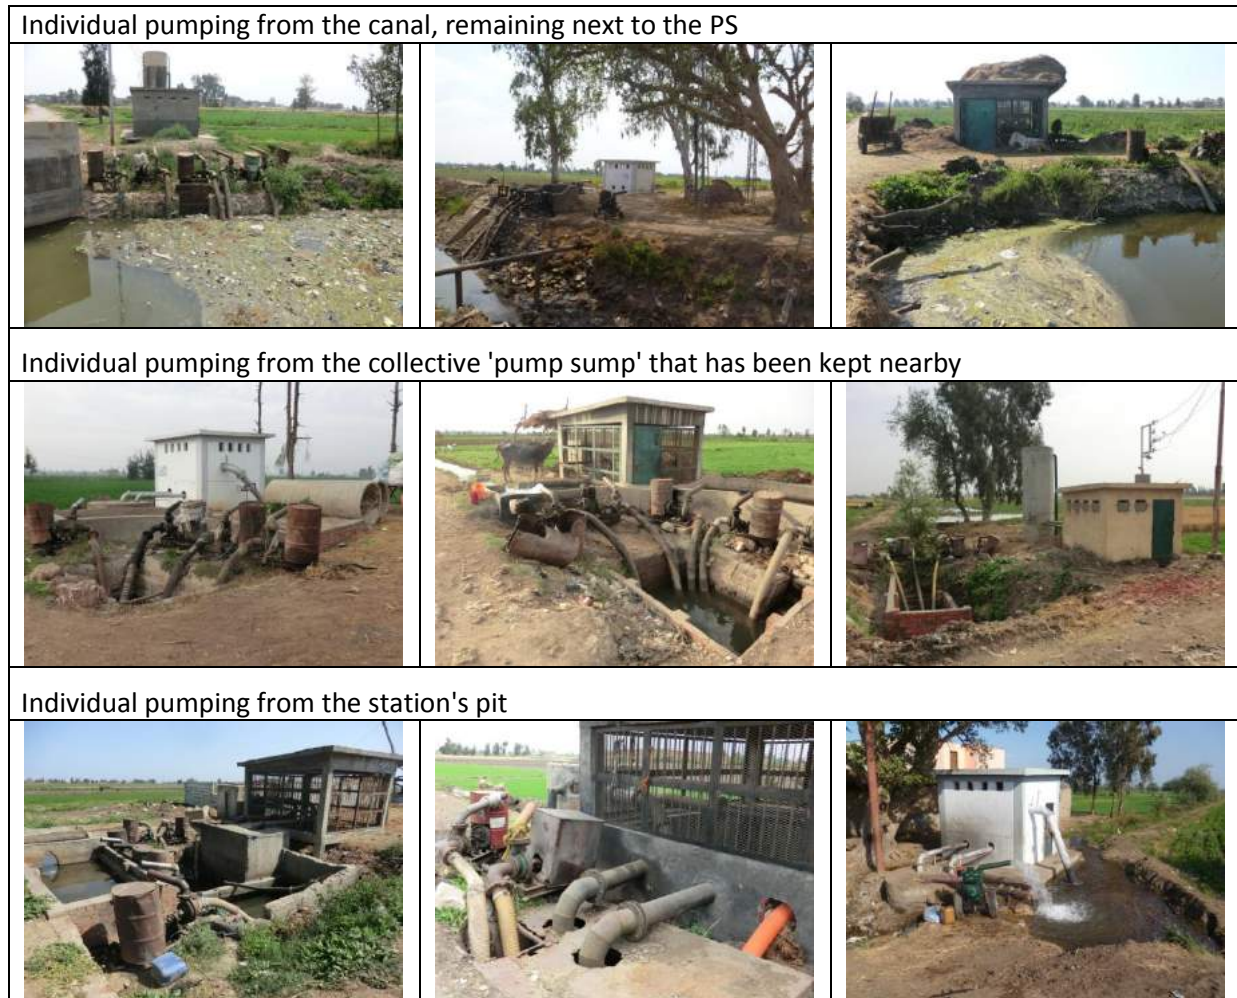 Individual pumping from the canal, remaining next to the PS
Individual pumping from the collective 'pump sump' that has been kept nearby
Individual pumping from the station's pit